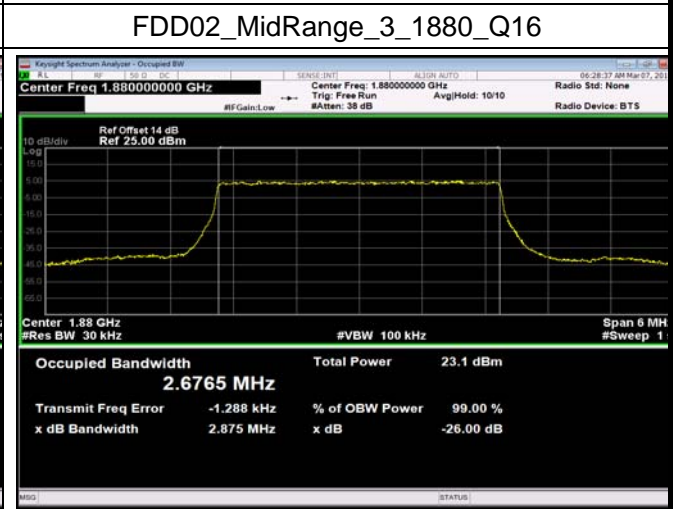 FDD02_MidRange_3_1880_Q16
Keysight Spectrum Analyzer - Occupied BW
RL RF 50 Ω DC SENSE:INT ALIGN AUTO 06:28:37 AM Mar 07, 201
Center Freq 1.880000000 GHz Center Freq: 1.880000000 GHz Radio Std: None
Trig: Free Run Avg|Hold: 10/10
#IFGain:Low #Atten: 38 dB Radio Device: BTS
Ref Offset 14 dB
10 dB/div Ref 25.00 dBm
Log
15.0
5.00
-5.00
-15.0
-25.0
-35.0
-45.0
-55.0
-65.0
Center 1.88 GHz Span 6 MH
#Res BW 30 kHz #VBW 100 kHz #Sweep 1
Occupied Bandwidth Total Power 23.1 dBm
2.6765 MHz
Transmit Freq Error -1.288 kHz % of OBW Power 99.00 %
x dB Bandwidth 2.875 MHz x dB -26.00 dB
MSG STATUS